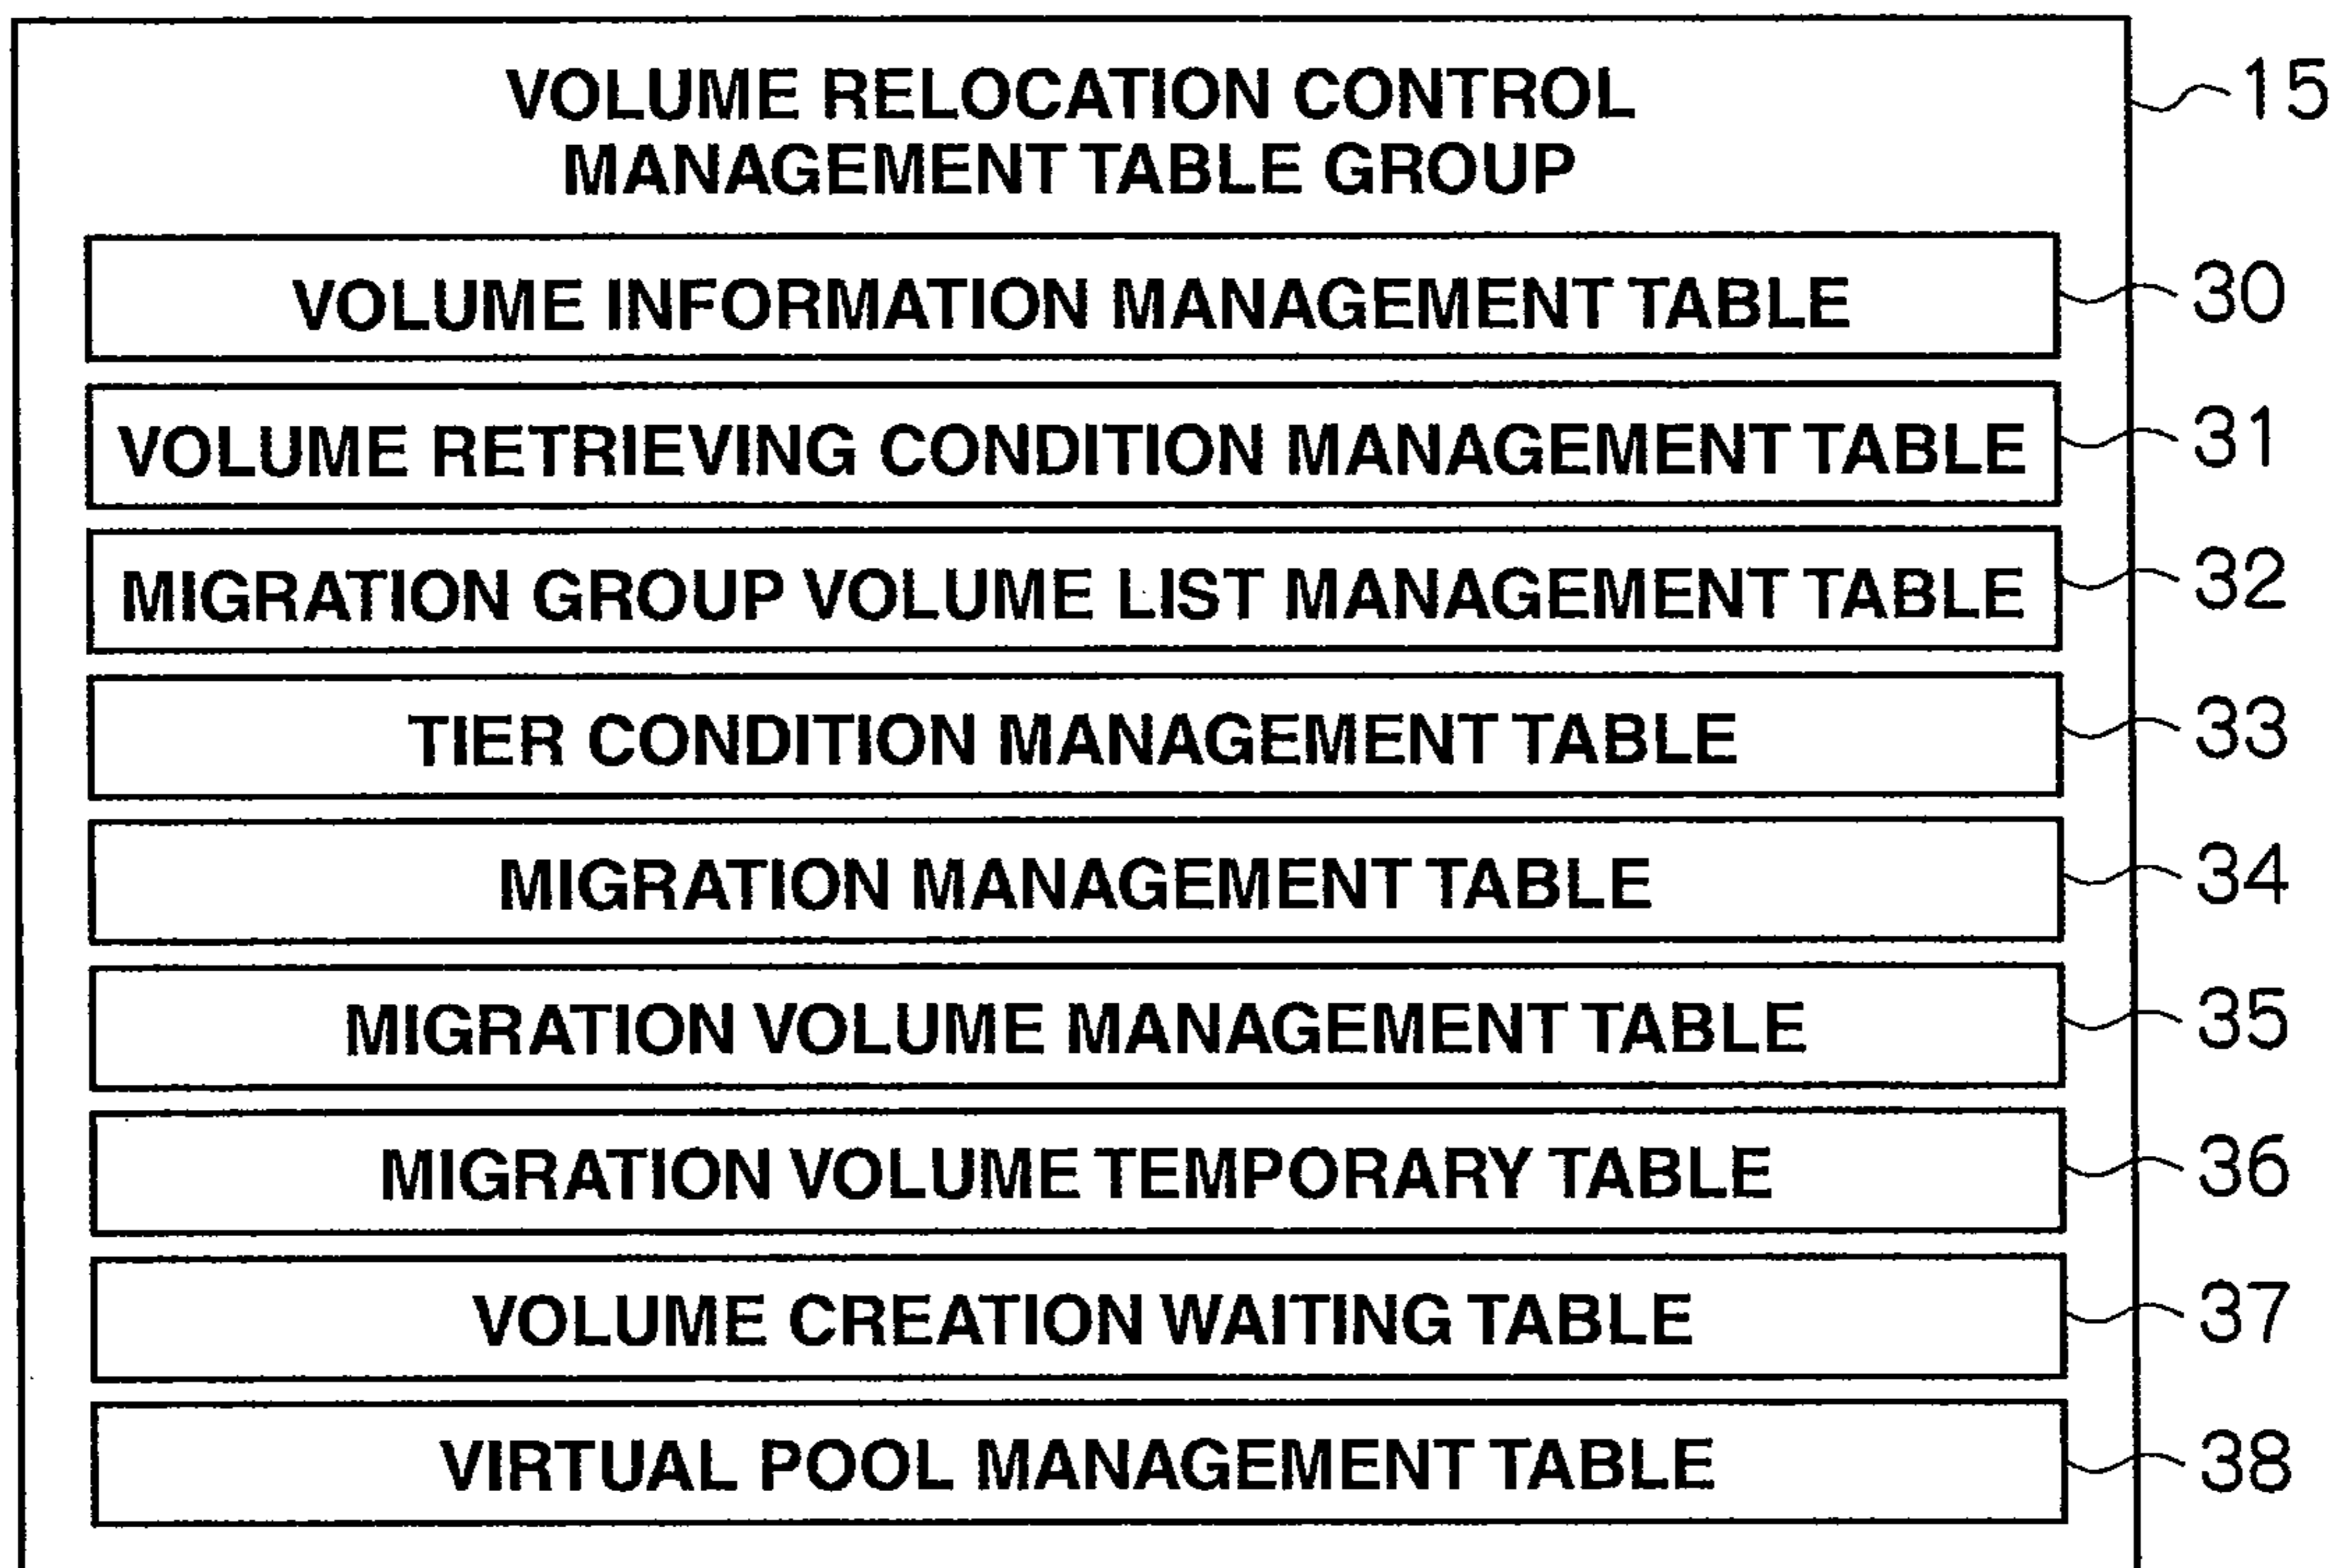 VOLUME RELOCATION CONTROL 15
MANAGEMENT TABLE GROUP
VOLUME INFORMATION MANAGEMENT TABLE 30
VOLUME RETRIEVING CONDITION MANAGEMENT TABLE 31
MIGRATION GROUP VOLUME LIST MANAGEMENT TABLE 32
TIER CONDITION MANAGEMENT TABLE 33
MIGRATION MANAGEMENT TABLE 34
MIGRATION VOLUME MANAGEMENT TABLE 35
MIGRATION VOLUME TEMPORARY TABLE 36
VOLUME CREATION WAITING TABLE 37
VIRTUAL POOL MANAGEMENT TABLE 38